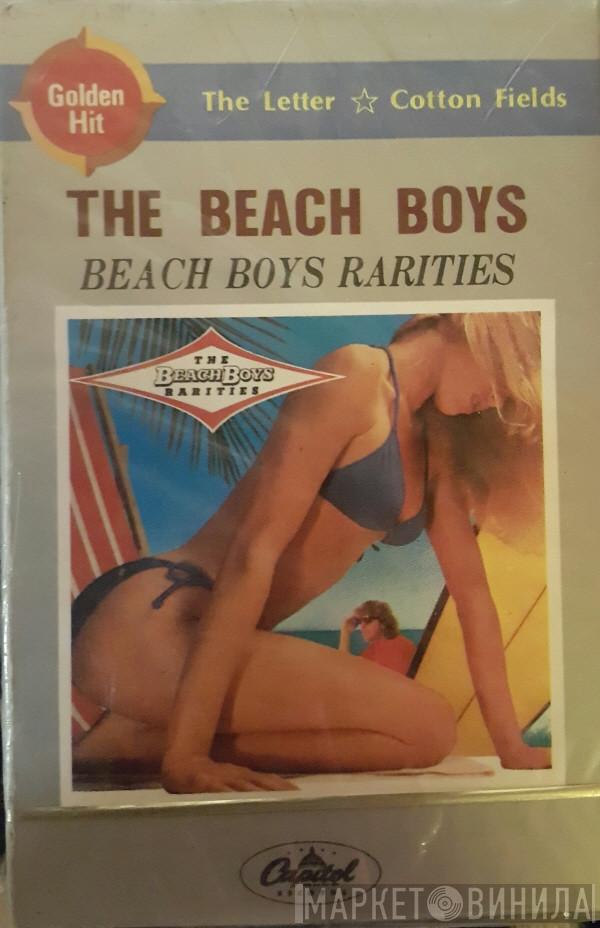 Golden
Hit
The Letter ☆ Cotton Fields
THE BEACH BOYS
BEACH BOYS RARITIES
THE
BEACH BOYS
RARITIES
Capitol
МАРКЕТ ВИНИЛА